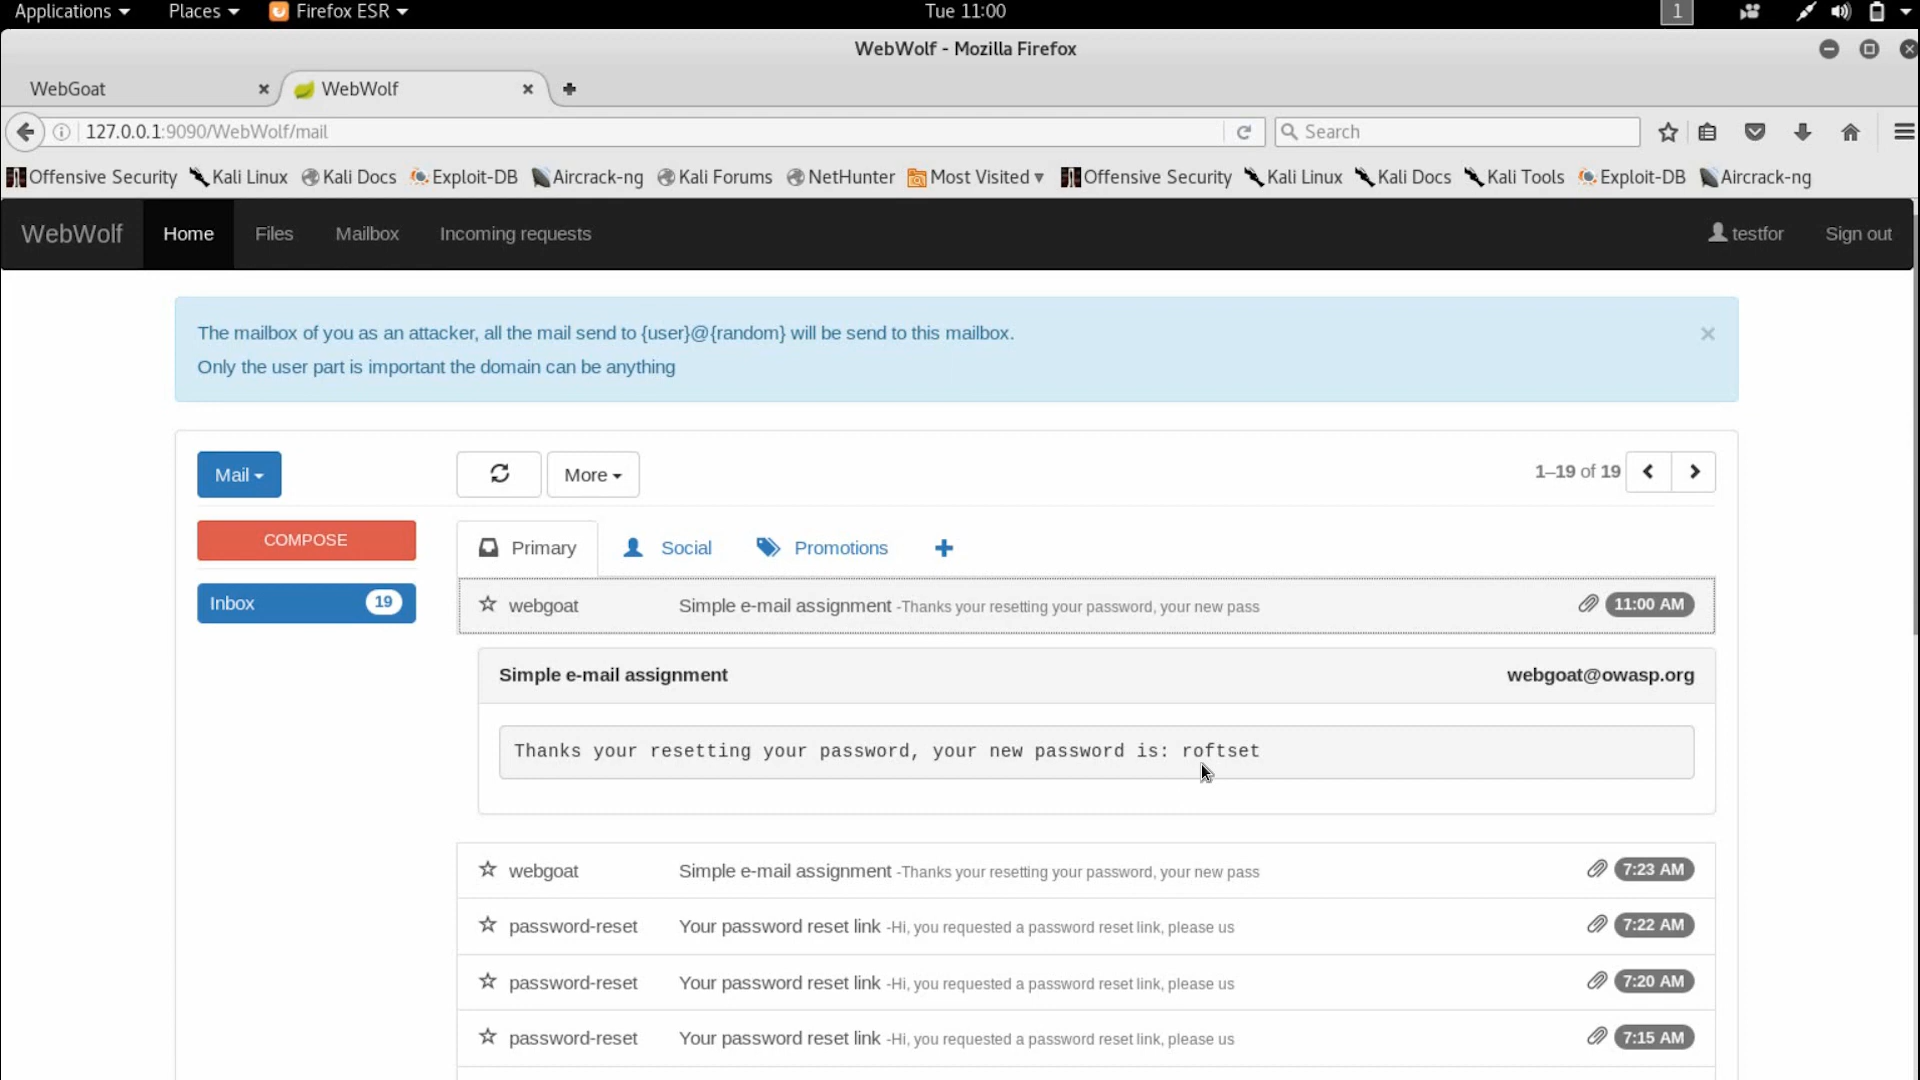 Applications Places Firefox ESR Tue 11:00 1
WebWolf - Mozilla Firefox
WebGoat WebWolf
127.0.0.1:9090/WebWolf/mail Search
Offensive Security Kali Linux Kali Docs Exploit-DB Aircrack-ng Kali Forums NetHunter Most Visited Offensive Security Kali Linux Kali Docs Kali Tools Exploit-DB Aircrack-ng
WebWolf Home Files Mailbox Incoming requests testfor Sign out
The mailbox of you as an attacker, all the mail send to {user}@{random} will be send to this mailbox.
Only the user part is important the domain can be anything
Mail More 1–19 of 19
COMPOSE
Inbox 19
Primary Social Promotions
webgoat Simple e-mail assignment -Thanks your resetting your password, your new pass 11:00 AM
Simple e-mail assignment webgoat@owasp.org
Thanks your resetting your password, your new password is: roftset
webgoat Simple e-mail assignment -Thanks your resetting your password, your new pass 7:23 AM
password-reset Your password reset link -Hi, you requested a password reset link, please us 7:22 AM
password-reset Your password reset link -Hi, you requested a password reset link, please us 7:20 AM
password-reset Your password reset link -Hi, you requested a password reset link, please us 7:15 AM